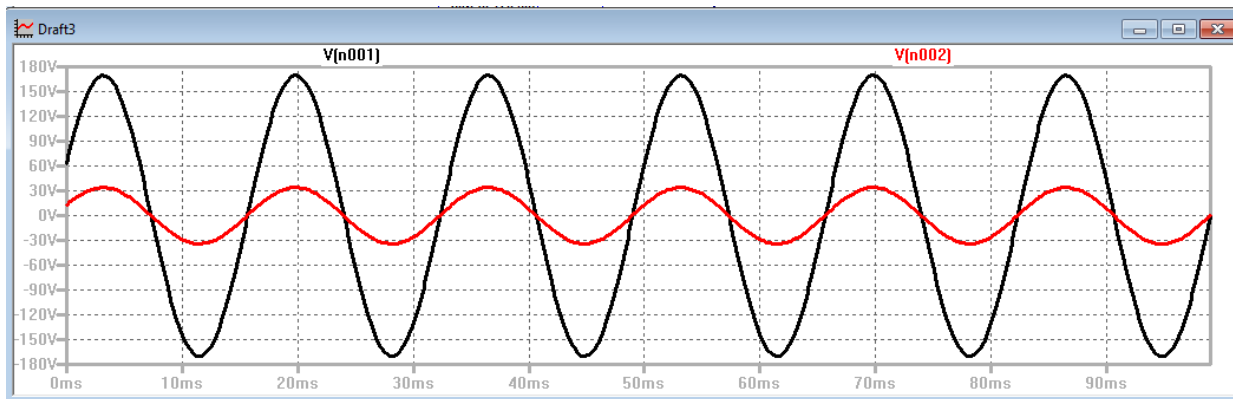 Draft3
V(n001) V(n002)
180V
150V
120V
90V
60V
30V
0V
-30V
-60V
-90V
-120V
-150V
-180V
0ms 10ms 20ms 30ms 40ms 50ms 60ms 70ms 80ms 90ms